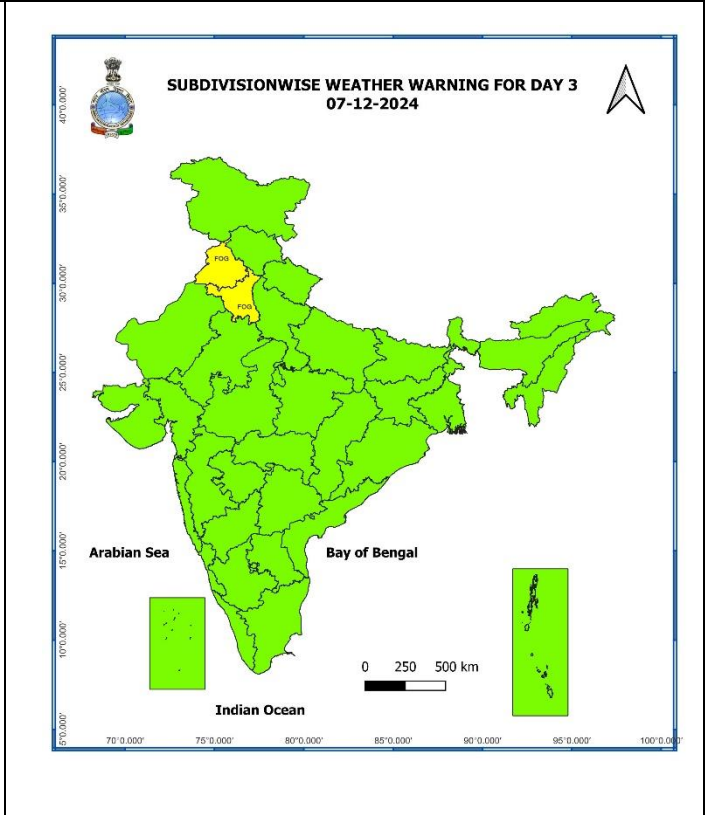 SUBDIVISIONWISE WEATHER WARNING FOR DAY 3
07-12-2024
40°0.000'
35°0.000'
30°0.000'
25°0.000'
20°0.000'
15°0.000'
10°0.000'
5°0.000'
FOG
FOG
Arabian Sea
Bay of Bengal
0 250 500 km
Indian Ocean
70°0.000' 75°0.000' 80°0.000' 85°0.000' 90°0.000' 95°0.000' 100°0.000'